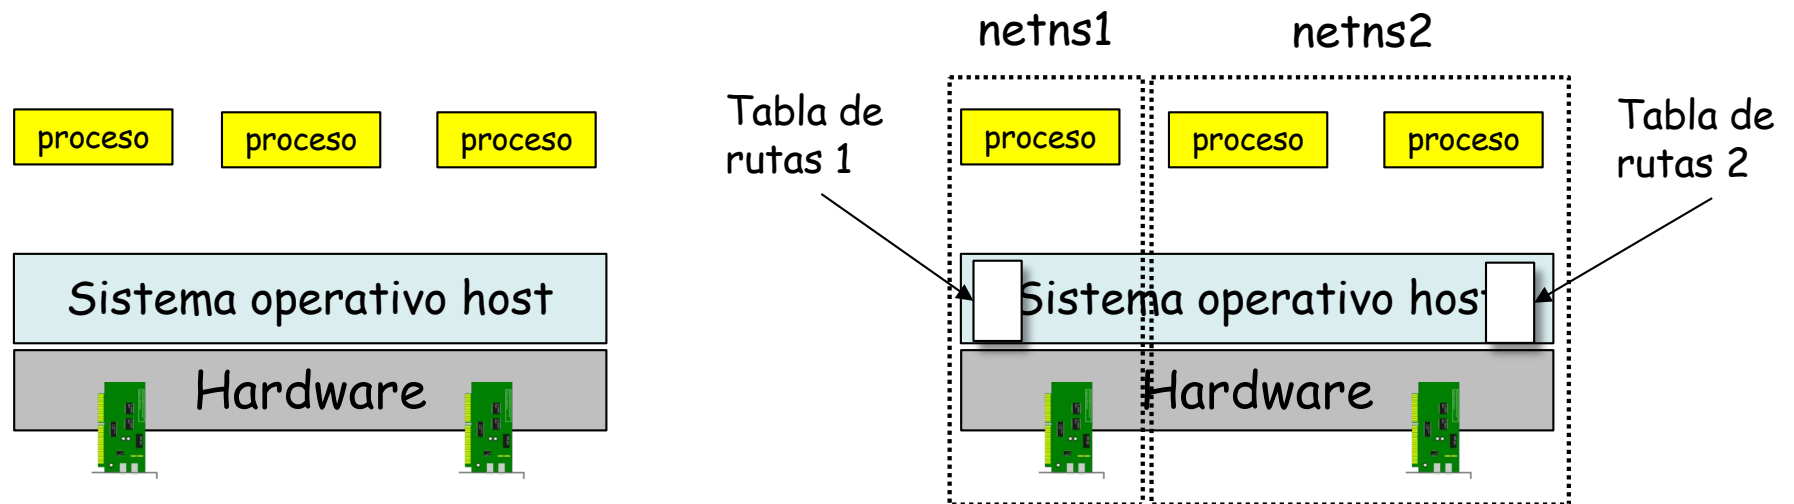 netns1
netns2
Tabla de
rutas 1
Tabla de
rutas 2
proceso
proceso
proceso
proceso
proceso
proceso
Sistema operativo host
Sistema operativo host
Hardware
Hardware